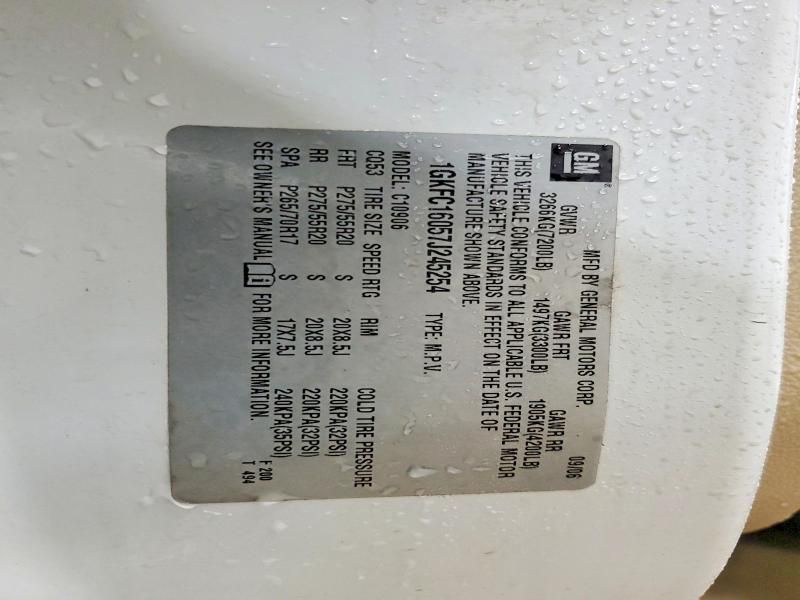 GM ® MFD BY GENERAL MOTORS CORP. 09/06
GVWR GAWR FRT GAWR RR
3266KG(7200LB) 1497KG(3300LB) 1905KG(4200LB)
THIS VEHICLE CONFORMS TO ALL APPLICABLE U.S. FEDERAL MOTOR
VEHICLE SAFETY STANDARDS IN EFFECT ON THE DATE OF
MANUFACTURE SHOWN ABOVE.
1GKFC16057J245254 TYPE: M.P.V.
MODEL: C10906
CQ53 TIRE SIZE SPEED RTG RIM COLD TIRE PRESSURE
FRT P275/55R20 S 20X8.5J 220KPA(32PSI)
RR P275/55R20 S 20X8.5J 220KPA(32PSI)
SPA P265/70R17 S 17X7.5J 240KPA(35PSI)
SEE OWNER'S MANUAL FOR MORE INFORMATION. F 200
T 494